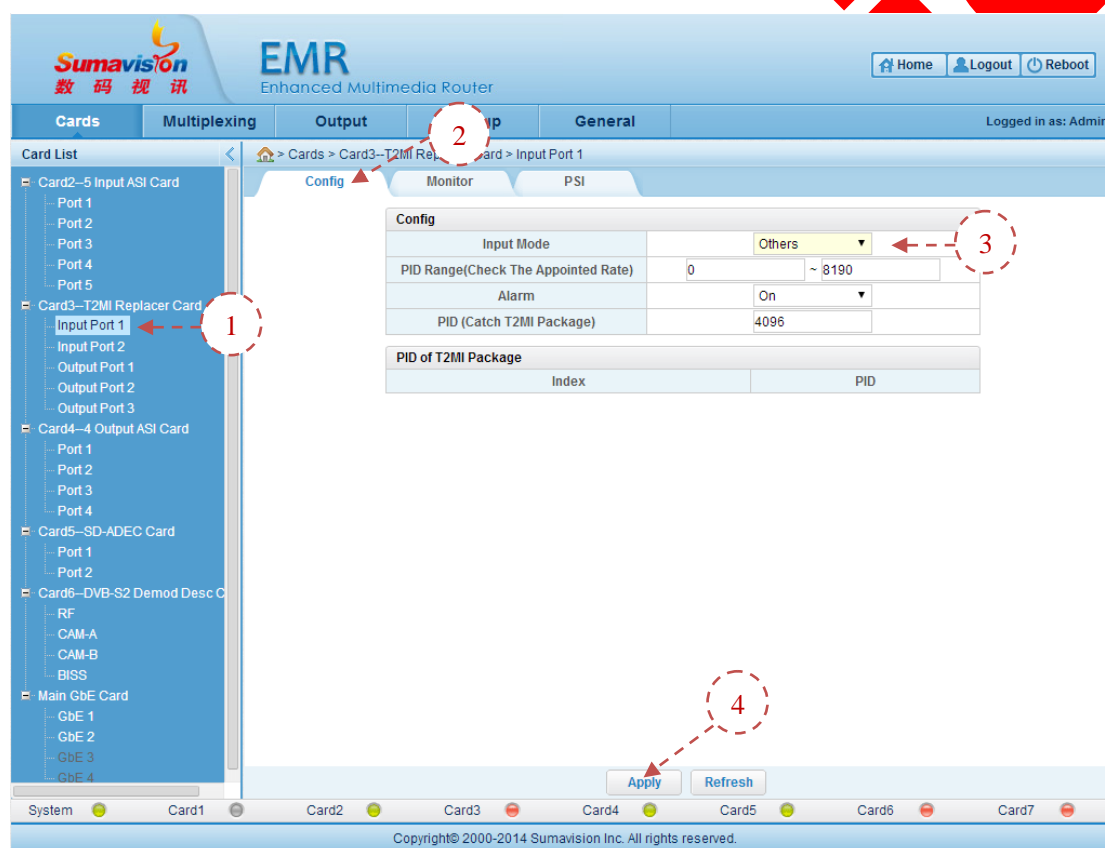 Sumavision
数码视讯
EMR
Enhanced Multimedia Router
Home Logout Reboot
Cards Multiplexing Output General
Logged in as: Admin
Card List
> Cards > Card3--T2MI Replacer Card > Input Port 1
Config Monitor PSI
Card2--5 Input ASI Card
Port 1
Port 2
Port 3
Port 4
Port 5
Card3--T2MI Replacer Card
Input Port 1
Input Port 2
Output Port 1
Output Port 2
Output Port 3
Card4--4 Output ASI Card
Port 1
Port 2
Port 3
Port 4
Card5--SD-ADEC Card
Port 1
Port 2
Card6--DVB-S2 Demod Desc C
RF
CAM-A
CAM-B
BISS
Main GbE Card
GbE 1
GbE 2
GbE 3
GbE 4
Config
Input Mode Others
PID Range(Check The Appointed Rate) 0 ~ 8190
Alarm On
PID (Catch T2MI Package) 4096
PID of T2MI Package
Index PID
1
2
3
4
Apply Refresh
System Card1 Card2 Card3 Card4 Card5 Card6 Card7
Copyright© 2000-2014 Sumavision Inc. All rights reserved.